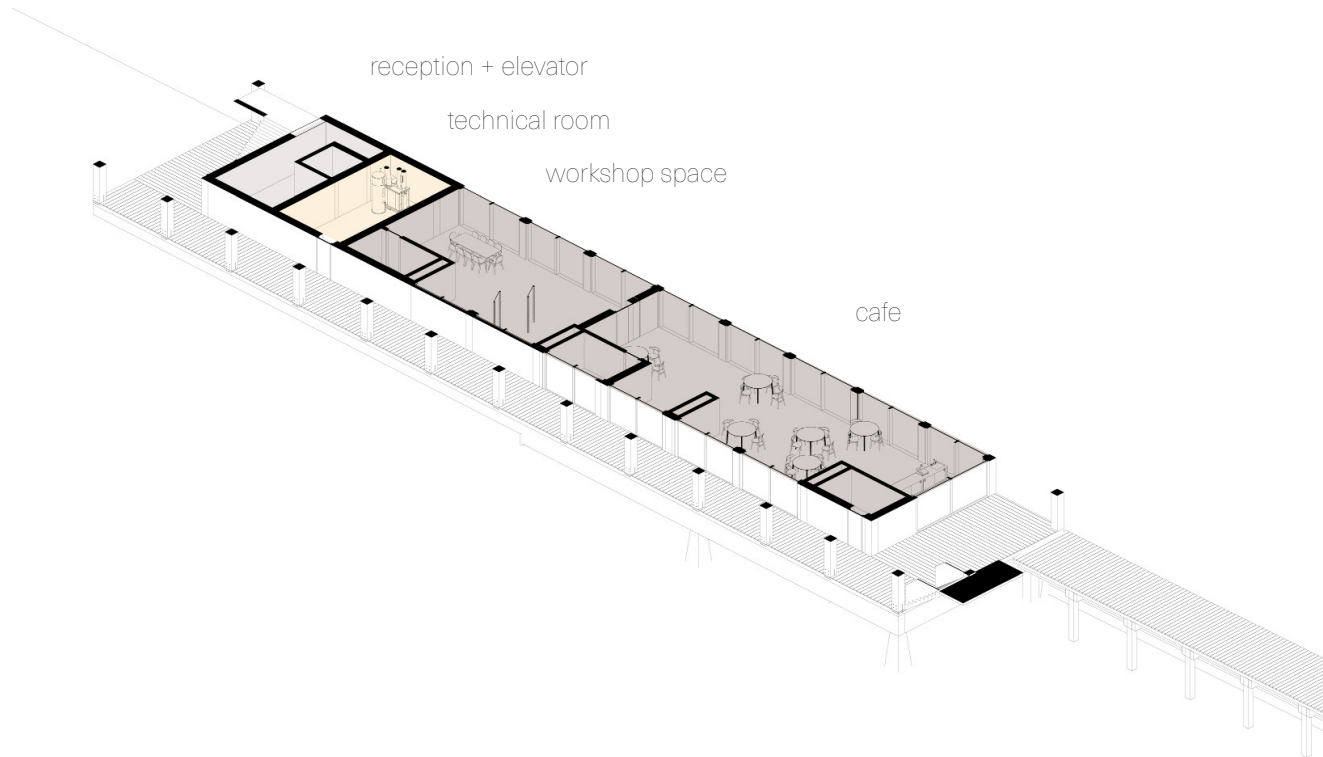 reception + elevator
technical room
workshop space
cafe